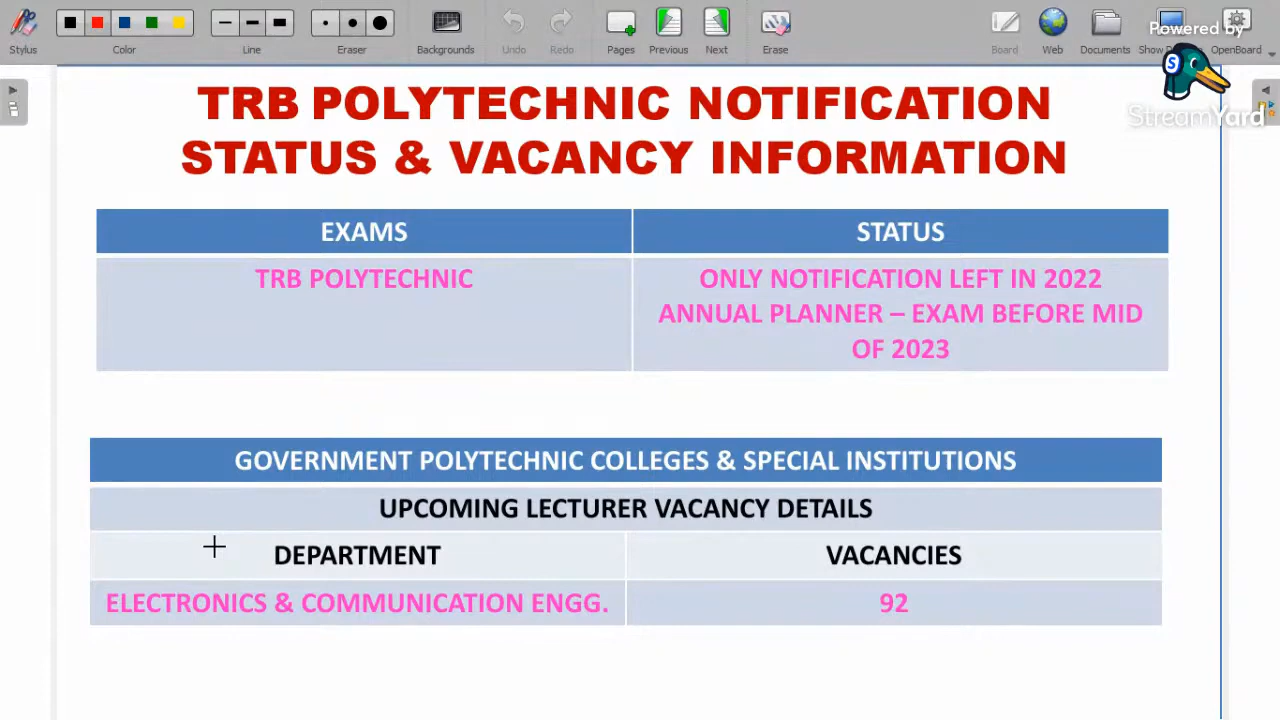 Stylus
Color
Line
Eraser
Backgrounds
Undo
Redo
Pages
Previous
Next
Erase
Board
Web
Documents
OpenBoard
Powered by
S
StreamYard
TRB POLYTECHNIC NOTIFICATION
STATUS & VACANCY INFORMATION
EXAMS
STATUS
TRB POLYTECHNIC
ONLY NOTIFICATION LEFT IN 2022
ANNUAL PLANNER – EXAM BEFORE MID
OF 2023
GOVERNMENT POLYTECHNIC COLLEGES & SPECIAL INSTITUTIONS
UPCOMING LECTURER VACANCY DETAILS
DEPARTMENT
VACANCIES
ELECTRONICS & COMMUNICATION ENGG.
92